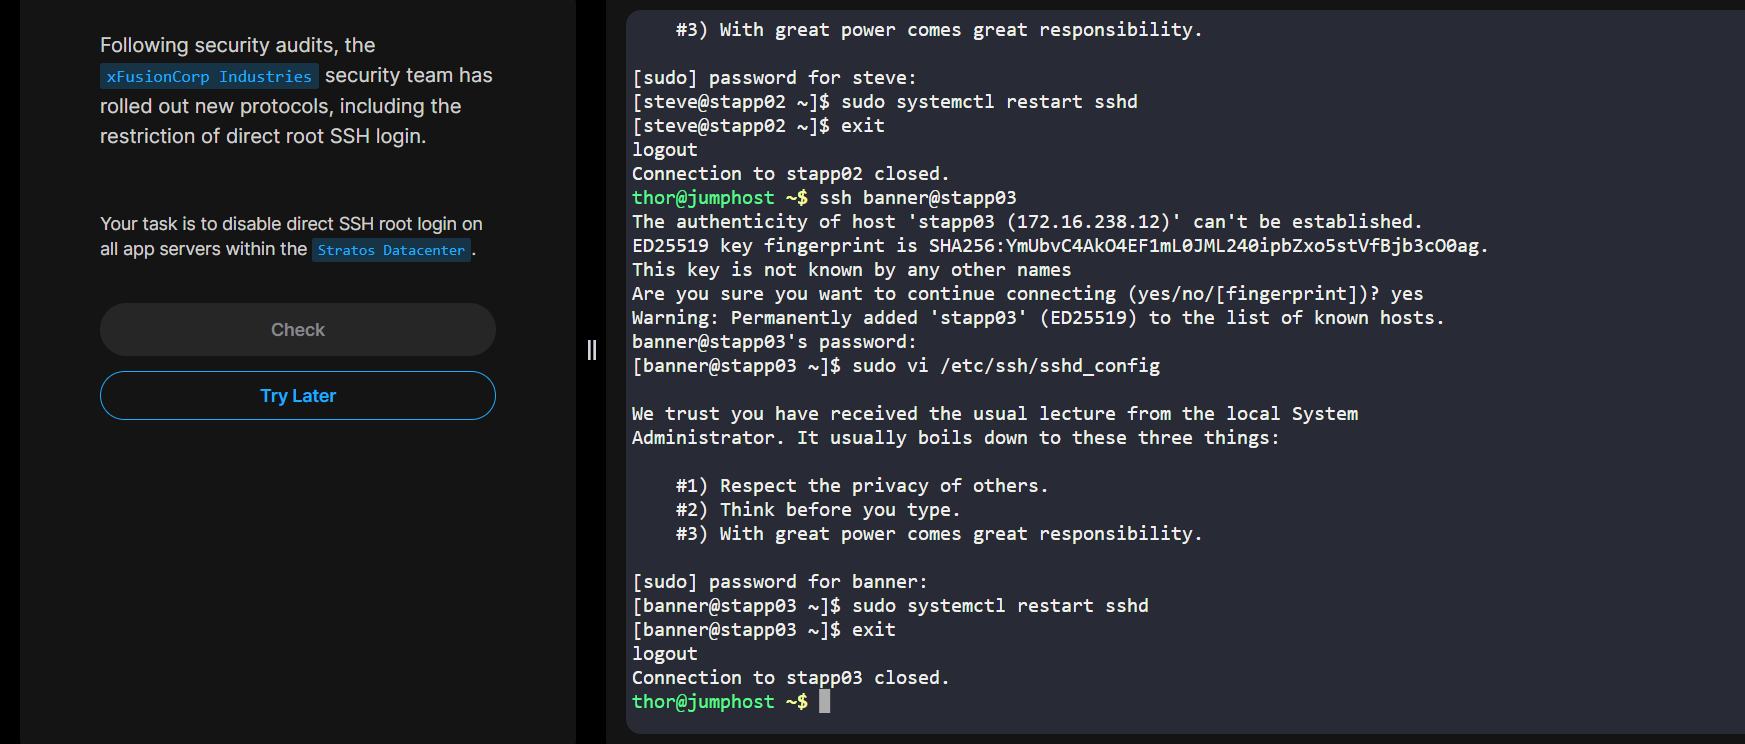 Following security audits, the
xFusionCorp Industries security team has
rolled out new protocols, including the
restriction of direct root SSH login.
Your task is to disable direct SSH root login on
all app servers within the Stratos Datacenter.
Check
Try Later
#3) With great power comes great responsibility.
[sudo] password for steve:
[steve@stapp02 ~]$ sudo systemctl restart sshd
[steve@stapp02 ~]$ exit
logout
Connection to stapp02 closed.
thor@jumphost ~$ ssh banner@stapp03
The authenticity of host 'stapp03 (172.16.238.12)' can't be established.
ED25519 key fingerprint is SHA256:YmUbvC4AkO4EF1mL0JML240ipbZxo5stVfBjb3cO0ag.
This key is not known by any other names
Are you sure you want to continue connecting (yes/no/[fingerprint])? yes
Warning: Permanently added 'stapp03' (ED25519) to the list of known hosts.
banner@stapp03's password:
[banner@stapp03 ~]$ sudo vi /etc/ssh/sshd_config
We trust you have received the usual lecture from the local System
Administrator. It usually boils down to these three things:
#1) Respect the privacy of others.
#2) Think before you type.
#3) With great power comes great responsibility.
[sudo] password for banner:
[banner@stapp03 ~]$ sudo systemctl restart sshd
[banner@stapp03 ~]$ exit
logout
Connection to stapp03 closed.
thor@jumphost ~$